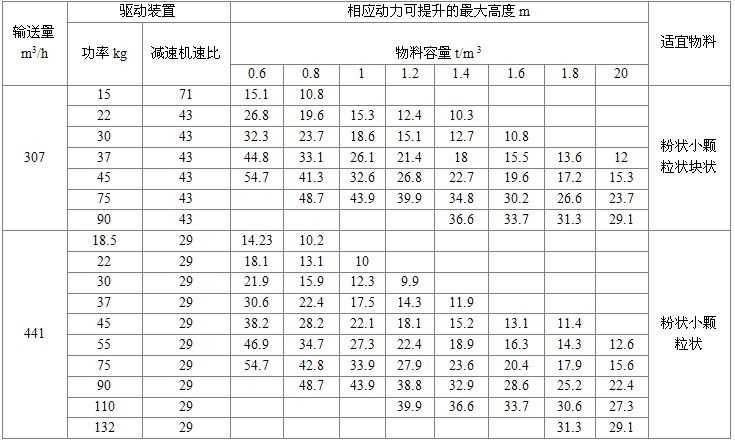 输送量 m³/h 驱动装置 相应动力可提升的最大高度 m 适宜物料
功率 kg 减速机速比 物料容量 t/m³
0.6 0.8 1 1.2 1.4 1.6 1.8 20
307 粉状小颗粒状块状
15 71 15.1 10.8
22 43 26.8 19.6 15.3 12.4 10.3
30 43 32.3 23.7 18.6 15.1 12.7 10.8
37 43 44.8 33.1 26.1 21.4 18 15.5 13.6 12
45 43 54.7 41.3 32.6 26.8 22.7 19.6 17.2 15.3
75 43 48.7 43.9 39.9 34.8 30.2 26.6 23.7
90 43 36.6 33.7 31.3 29.1
441 粉状小颗粒状
18.5 29 14.23 10.2
22 29 18.1 13.1 10
30 29 21.9 15.9 12.3 9.9
37 29 30.6 22.4 17.5 14.3 11.9
45 29 38.2 28.2 22.1 18.1 15.2 13.1 11.4
55 29 46.9 34.7 27.3 22.4 18.9 16.3 14.3 12.6
75 29 54.7 42.8 33.9 27.9 23.6 20.4 17.9 15.6
90 29 48.7 43.9 38.8 32.9 28.6 25.2 22.4
110 29 39.9 36.6 33.7 30.6 27.3
132 29 31.3 29.1